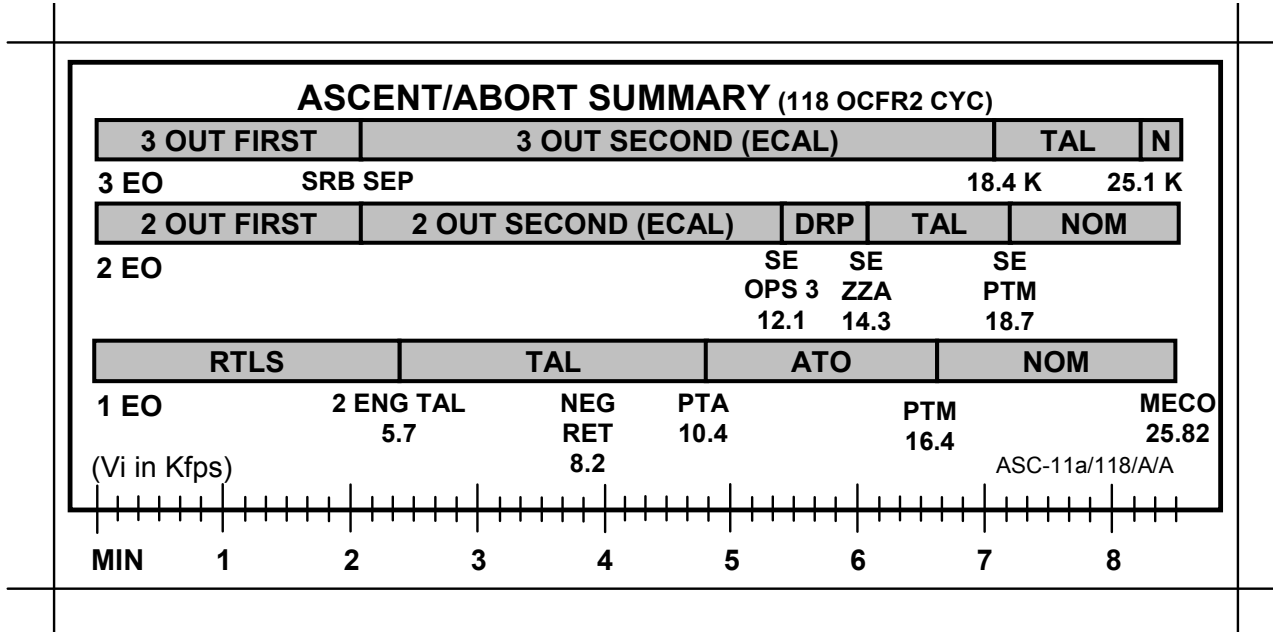 ASCENT/ABORT SUMMARY (118 OCFR2 CYC)
3 OUT FIRST 3 OUT SECOND (ECAL) TAL N
3 EO SRB SEP 18.4 K 25.1 K
2 OUT FIRST 2 OUT SECOND (ECAL) DRP TAL NOM
2 EO SE SE SE
OPS 3 ZZA PTM
12.1 14.3 18.7
RTLS TAL ATO NOM
1 EO 2 ENG TAL NEG PTA PTM MECO
5.7 RET 10.4 16.4 25.82
(Vi in Kfps) 8.2 ASC-11a/118/A/A
MIN 1 2 3 4 5 6 7 8